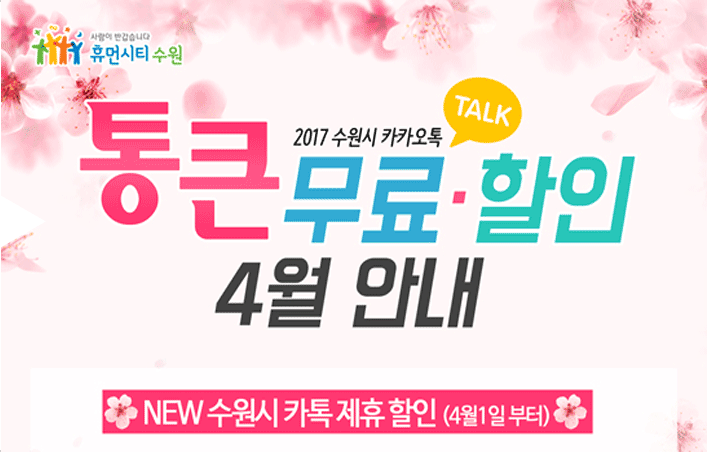 사람이 반갑습니다
휴먼시티 수원
TALK
2017 수원시 카카오톡
통큰 무료·할인
4월 안내
NEW 수원시 카톡 제휴 할인 (4월1일 부터)